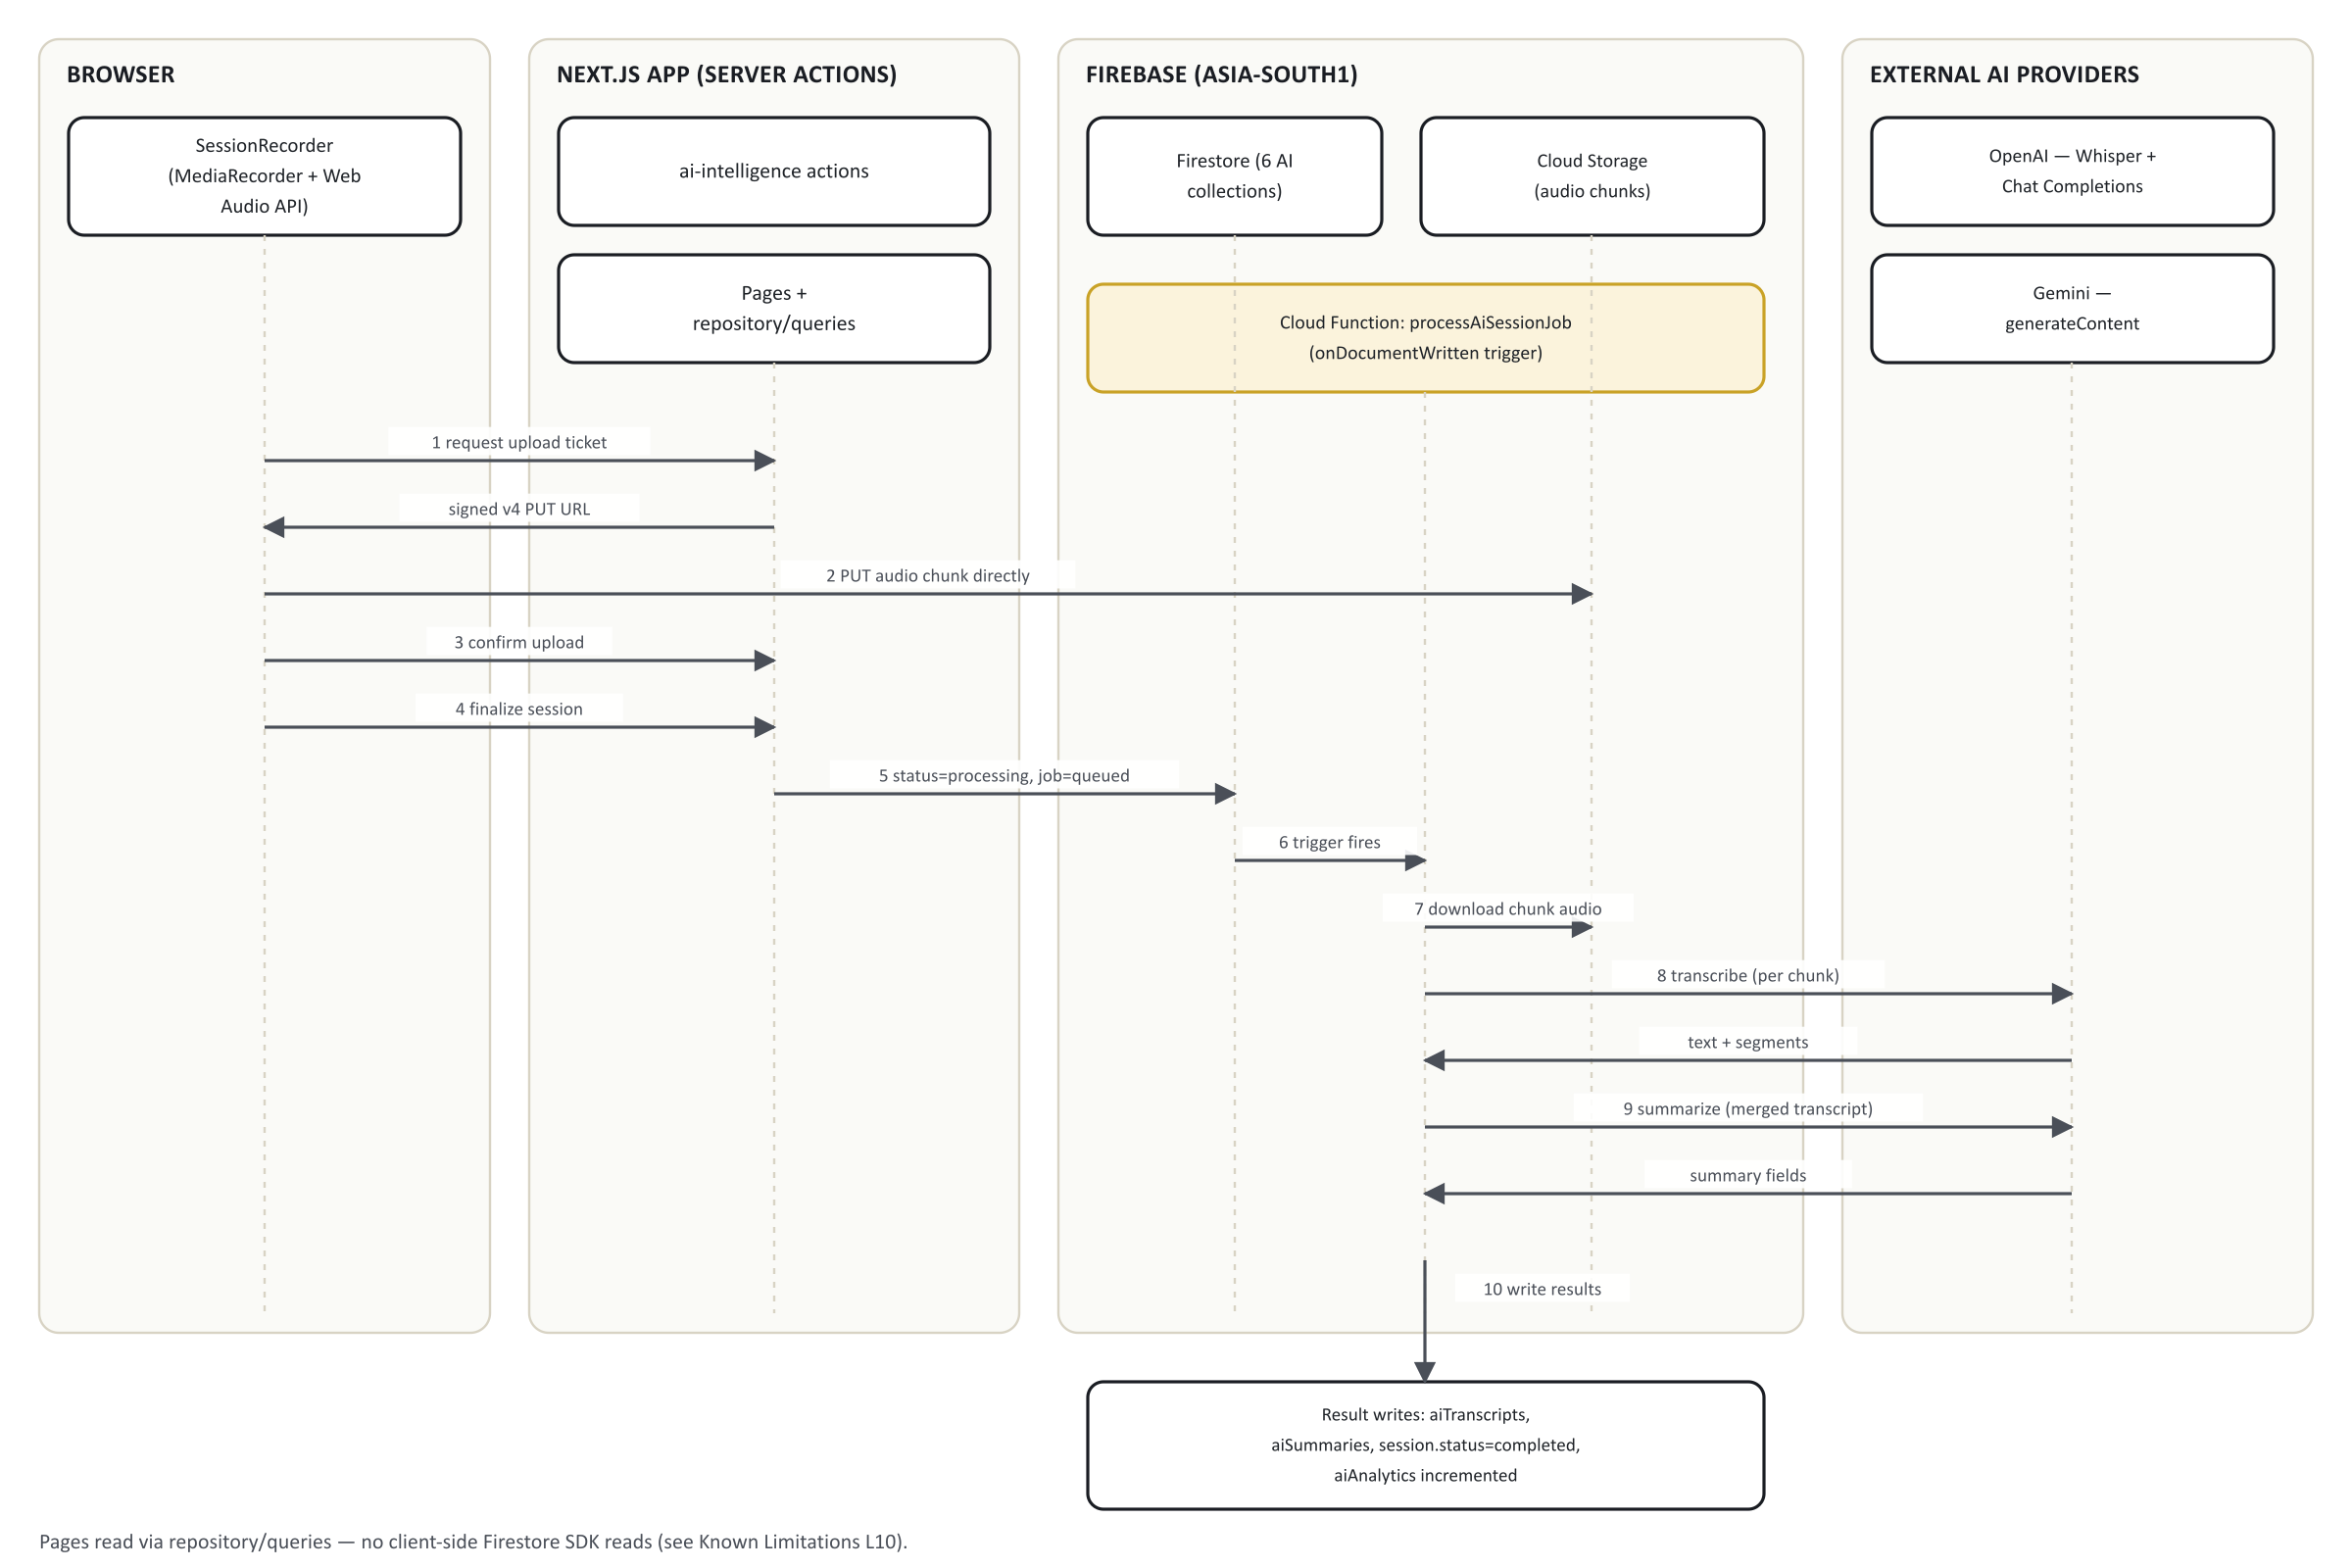 BROWSER
SessionRecorder
(MediaRecorder + Web
Audio API)
NEXT.JS APP (SERVER ACTIONS)
ai-intelligence actions
Pages +
repository/queries
FIREBASE (ASIA-SOUTH1)
Firestore (6 AI
collections)
Cloud Storage
(audio chunks)
Cloud Function: processAiSessionJob
(onDocumentWritten trigger)
EXTERNAL AI PROVIDERS
OpenAI — Whisper +
Chat Completions
Gemini —
generateContent
1 request upload ticket
signed v4 PUT URL
2 PUT audio chunk directly
3 confirm upload
4 finalize session
5 status=processing, job=queued
6 trigger fires
7 download chunk audio
8 transcribe (per chunk)
text + segments
9 summarize (merged transcript)
summary fields
10 write results
Result writes: aiTranscripts,
aiSummaries, session.status=completed,
aiAnalytics incremented
Pages read via repository/queries — no client-side Firestore SDK reads (see Known Limitations L10).